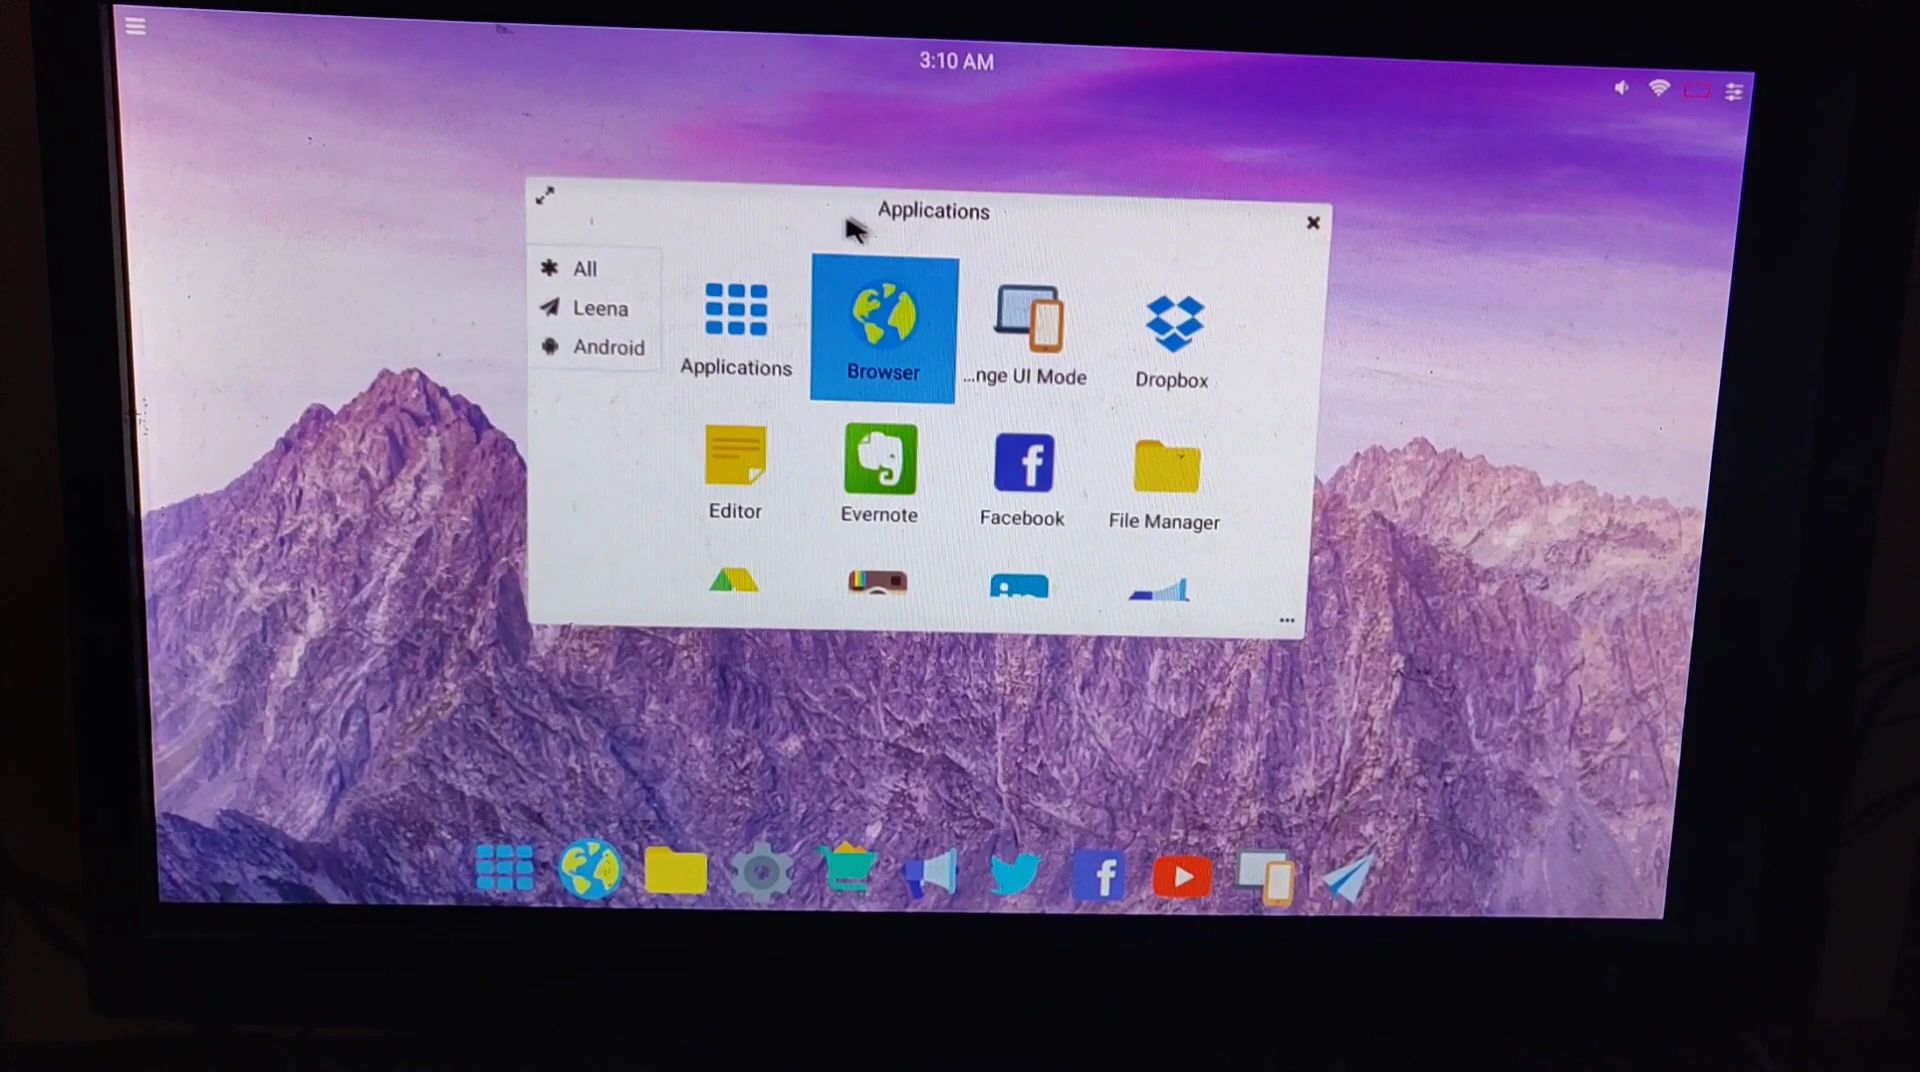 3:10 AM
Applications
All
Leena
Android
Applications
Browser
...nge UI Mode
Dropbox
Editor
Evernote
Facebook
File Manager